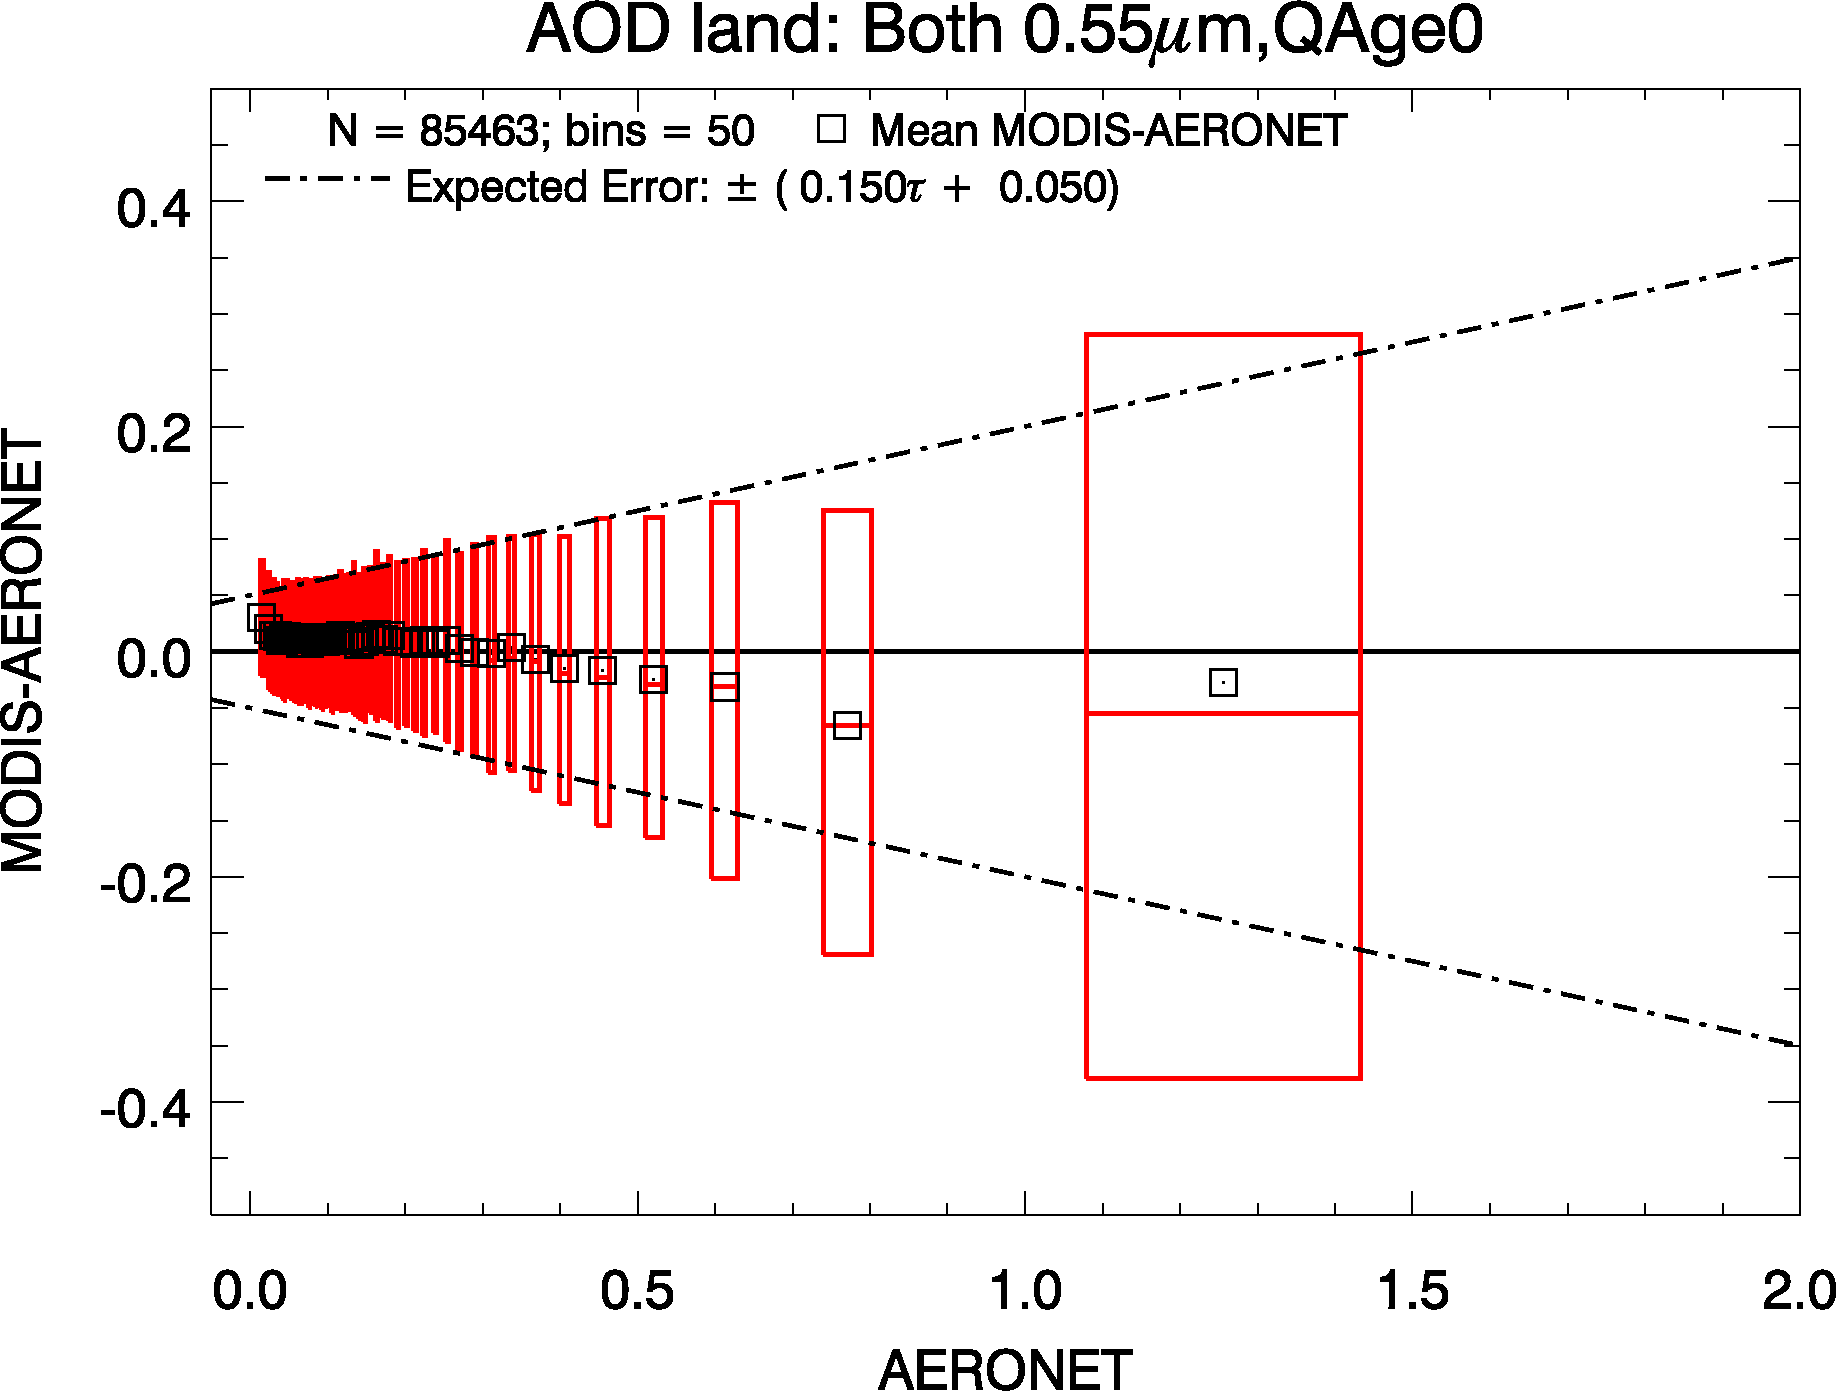 AOD land: Both 0.55μm,QAge0
N = 85463; bins = 50 Mean MODIS-AERONET
Expected Error: ± ( 0.150τ + 0.050)
MODIS-AERONET
0.4
0.2
0.0
-0.2
-0.4
0.0 0.5 1.0 1.5 2.0
AERONET